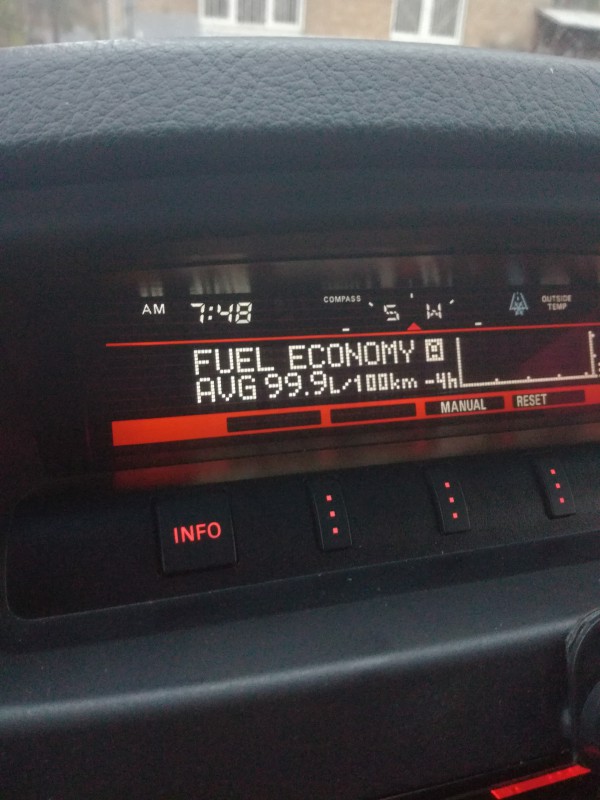 AM 7:48 COMPASS S W OUTSIDE
TEMP
FUEL ECONOMY B
AVG 99.9L/100km -4h
MANUAL RESET
INFO